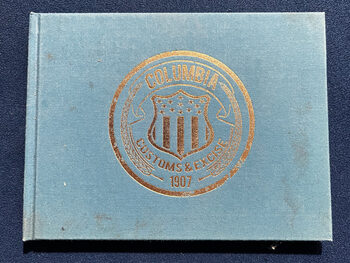 COLUMBIA
CUSTOMS & EXCISE
1907